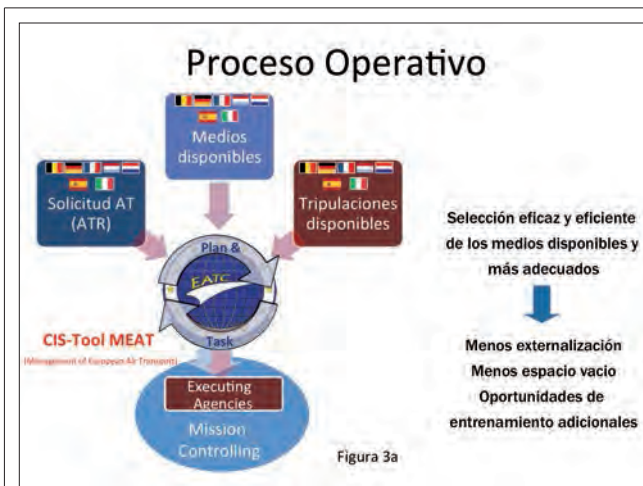 Proceso Operativo
Medios
disponibles
Solicitud AT
(ATR)
Tripulaciones
disponibles
Plan &
EATC
Task
CIS-Tool MEAT
(Management of European Air Transport)
Executing
Agencies
Mission
Controlling
Selección eficaz y eficiente
de los medios disponibles y
más adecuados
Menos externalización
Menos espacio vacio
Oportunidades de
entrenamiento adicionales
Figura 3a